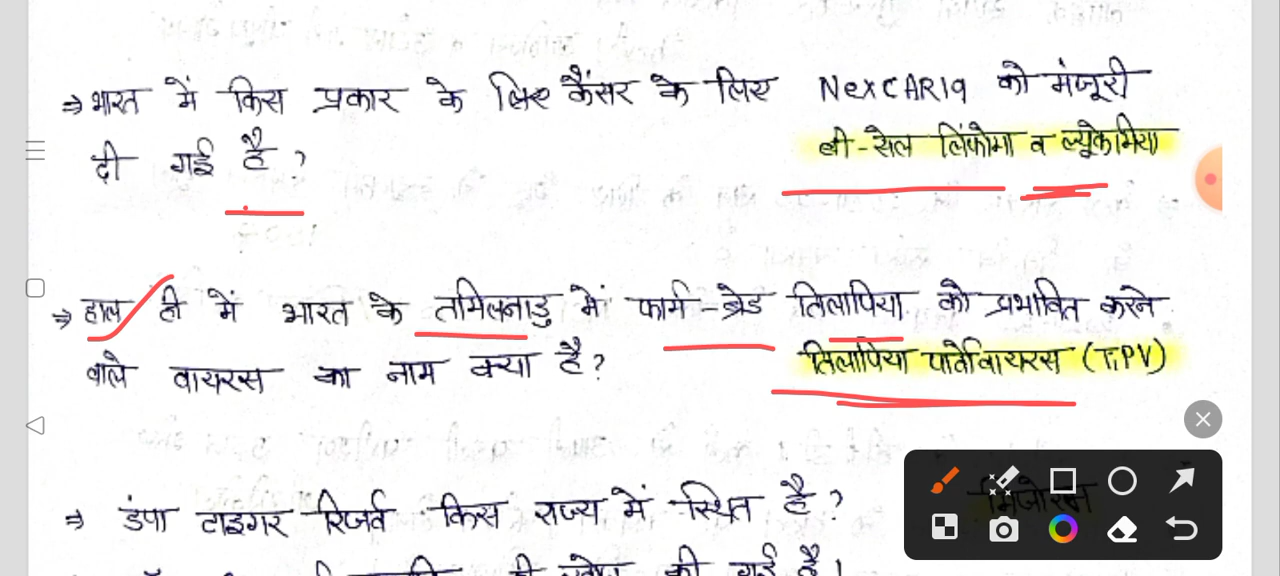 ⇒ भारत में किस प्रकार के लिए कैंसर के लिए NexCAR19 को मंजूरी
दी गई है ?
बी-सेल लिंफोमा व ल्यूकेमिया
⇒ हाल ही में भारत के तमिलनाडु में फार्म-ब्रेड तिलापिया को प्रभावित करने
वाले वायरस का नाम क्या है?
तिलापिया पार्वोवायरस (TiPV)
⇒ डंपा टाइगर रिजर्व किस राज्य में स्थित है ?
मिजोरम